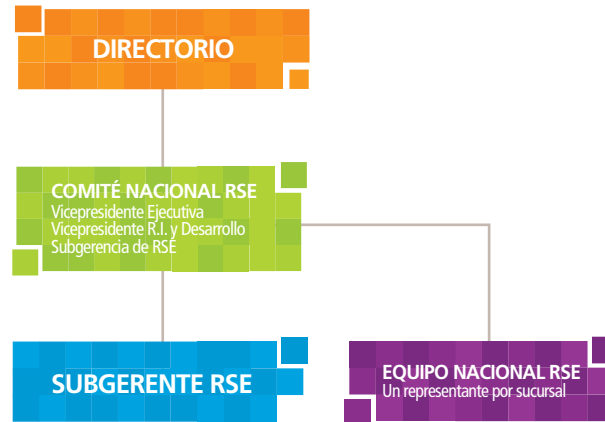 DIRECTORIO
COMITÉ NACIONAL RSE
Vicepresidente Ejecutiva
Vicepresidente R.I. y Desarrollo
Subgerencia de RSE
SUBGERENTE RSE
EQUIPO NACIONAL RSE
Un representante por sucursal